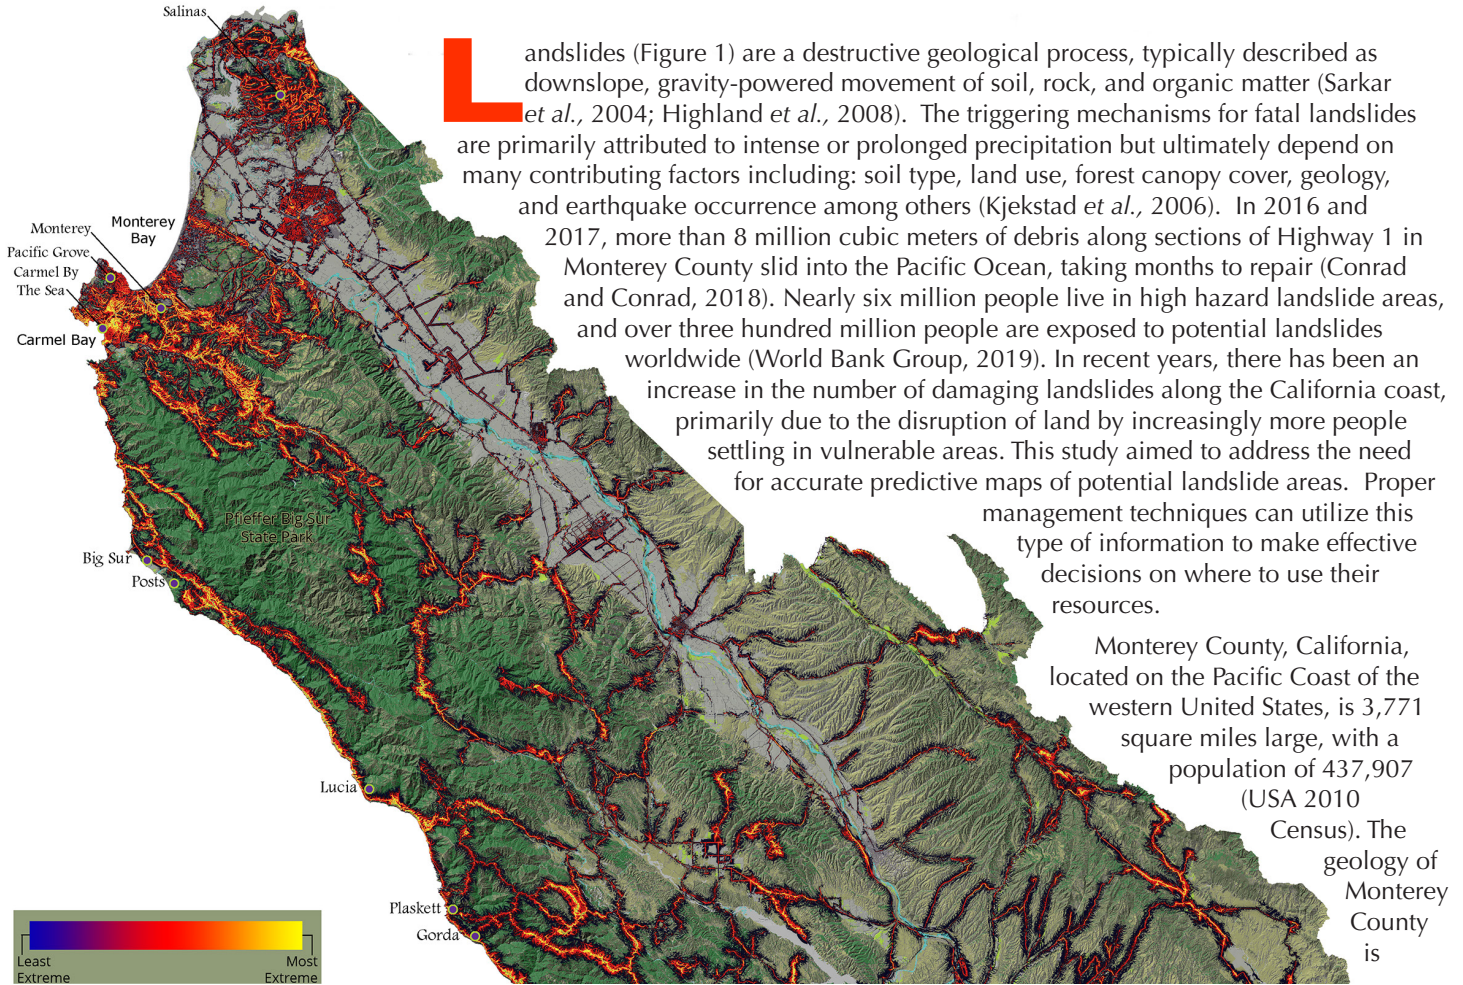 Salinas
Monterey
Bay
Monterey
Pacific Grove
Carmel By
The Sea
Carmel Bay
Pfieffer Big Sur
State Park
Big Sur
Posts
Lucia
Plaskett
Gorda
Least
Extreme
Most
Extreme
Landslides (Figure 1) are a destructive geological process, typically described as
downslope, gravity-powered movement of soil, rock, and organic matter (Sarkar
et al., 2004; Highland et al., 2008). The triggering mechanisms for fatal landslides
are primarily attributed to intense or prolonged precipitation but ultimately depend on
many contributing factors including: soil type, land use, forest canopy cover, geology,
and earthquake occurrence among others (Kjekstad et al., 2006). In 2016 and
2017, more than 8 million cubic meters of debris along sections of Highway 1 in
Monterey County slid into the Pacific Ocean, taking months to repair (Conrad
and Conrad, 2018). Nearly six million people live in high hazard landslide areas,
and over three hundred million people are exposed to potential landslides
worldwide (World Bank Group, 2019). In recent years, there has been an
increase in the number of damaging landslides along the California coast,
primarily due to the disruption of land by increasingly more people
settling in vulnerable areas. This study aimed to address the need
for accurate predictive maps of potential landslide areas. Proper
management techniques can utilize this
type of information to make effective
decisions on where to use their
resources.
Monterey County, California,
located on the Pacific Coast of the
western United States, is 3,771
square miles large, with a
population of 437,907
(USA 2010
Census). The
geology of
Monterey
County
is